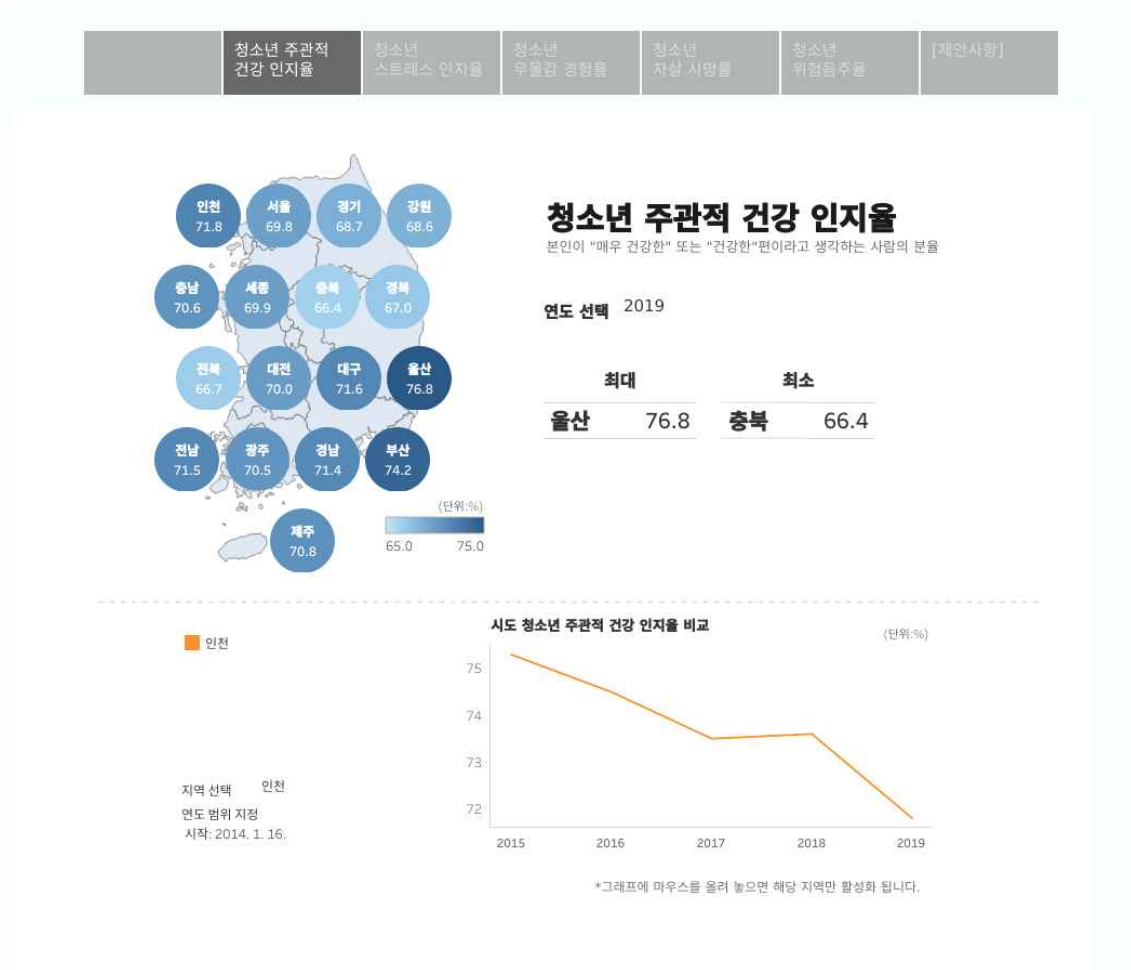 청소년 주관적
건강 인지율
청소년
스트레스 인지율
청소년
우울감 경험률
청소년
자살 사망률
청소년
위험음주율
[제안사항]
인천
71.8
서울
69.8
경기
68.7
강원
68.6
충남
70.6
세종
69.9
충북
66.4
경북
67.0
전북
66.7
대전
70.0
대구
71.6
울산
76.8
전남
71.5
광주
70.5
경남
71.4
부산
74.2
제주
70.8
(단위:%)
65.0 75.0
청소년 주관적 건강 인지율
본인이 "매우 건강한" 또는 "건강한"편이라고 생각하는 사람의 분율
연도 선택 2019
최대 최소
울산 76.8 충북 66.4
인천
시도 청소년 주관적 건강 인지율 비교
(단위:%)
75
74
73
72
2015 2016 2017 2018 2019
지역 선택 인천
연도 범위 지정
시작: 2014. 1. 16.
*그래프에 마우스를 올려 놓으면 해당 지역만 활성화 됩니다.